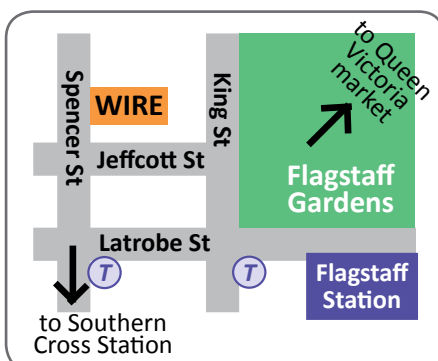 to Queen
Victoria
market
Spencer St
WIRE
King St
Jeffcott St
Flagstaff
Gardens
Latrobe St
T
T
Flagstaff
Station
to Southern
Cross Station